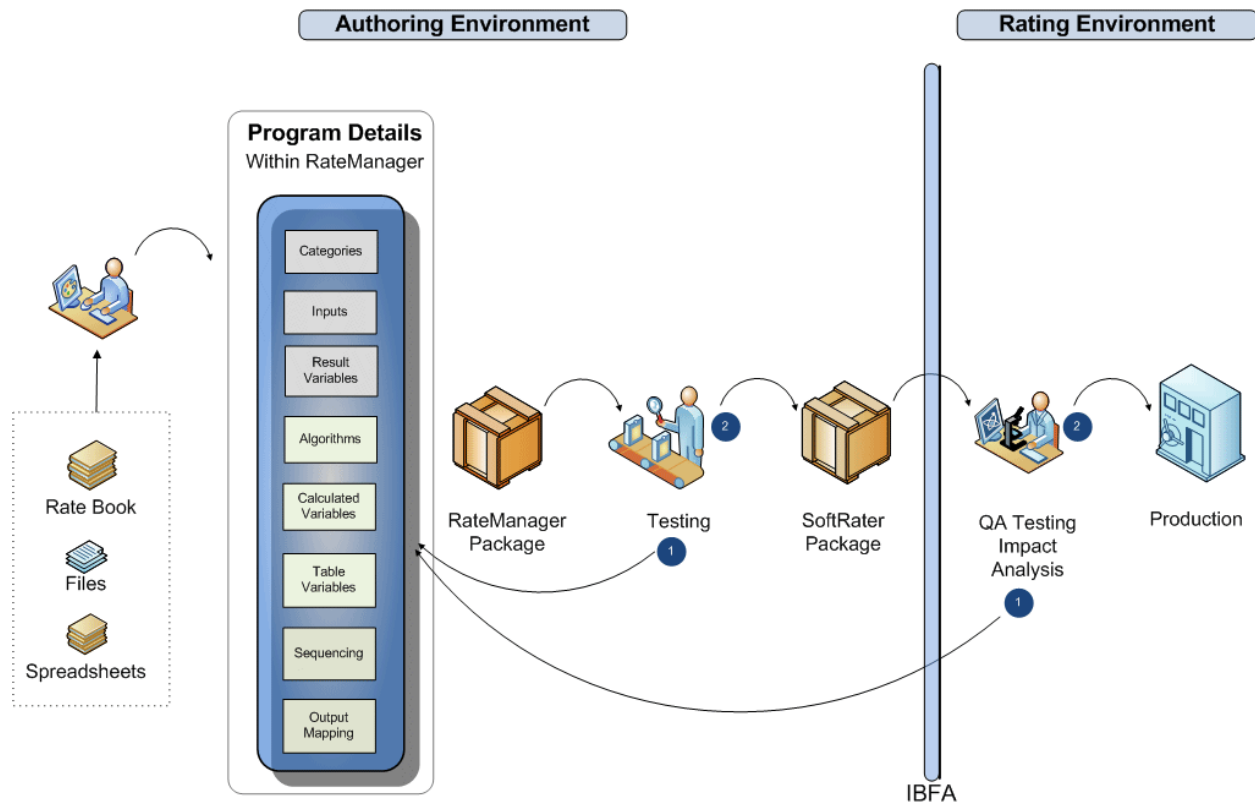 Authoring Environment
Rating Environment
Program Details
Within RateManager
Categories
Inputs
Result
Variables
Algorithms
Calculated
Variables
Table
Variables
Sequencing
Output
Mapping
Rate Book
Files
Spreadsheets
RateManager
Package
Testing
1
2
SoftRater
Package
QA Testing
Impact
Analysis
1
2
Production
IBFA